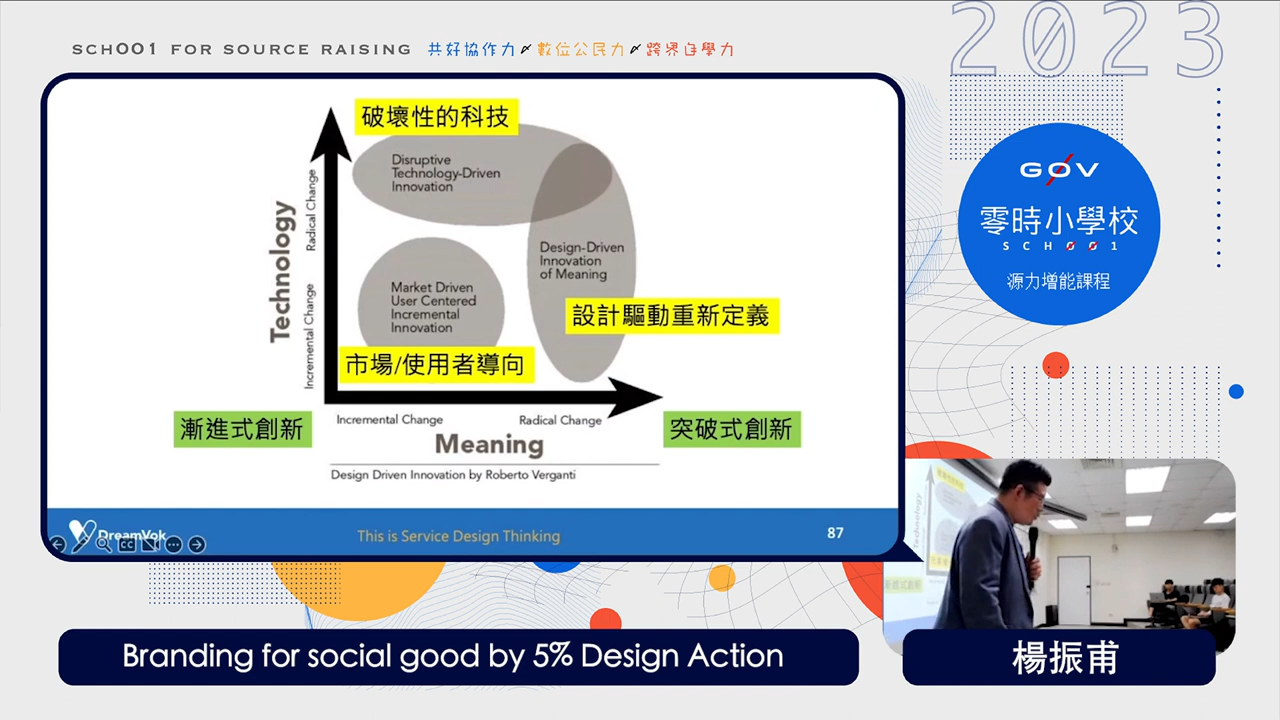 SCH001 FOR SOURCE RAISING 共好協作力 數位公民力 跨界自學力
2023
破壞性的科技
Disruptive
Technology-Driven
Innovation
Technology
Radical Change
Incremental Change
Design-Driven
Innovation
of Meaning
Market Driven
User Centered
Incremental
Innovation
設計驅動重新定義
市場/使用者導向
漸進式創新
Incremental Change
Radical Change
突破式創新
Meaning
Design Driven Innovation by Roberto Verganti
DreamVok
This is Service Design Thinking
87
G0V
零時小學校
SCH001
源力增能課程
Branding for social good by 5% Design Action
楊振甫